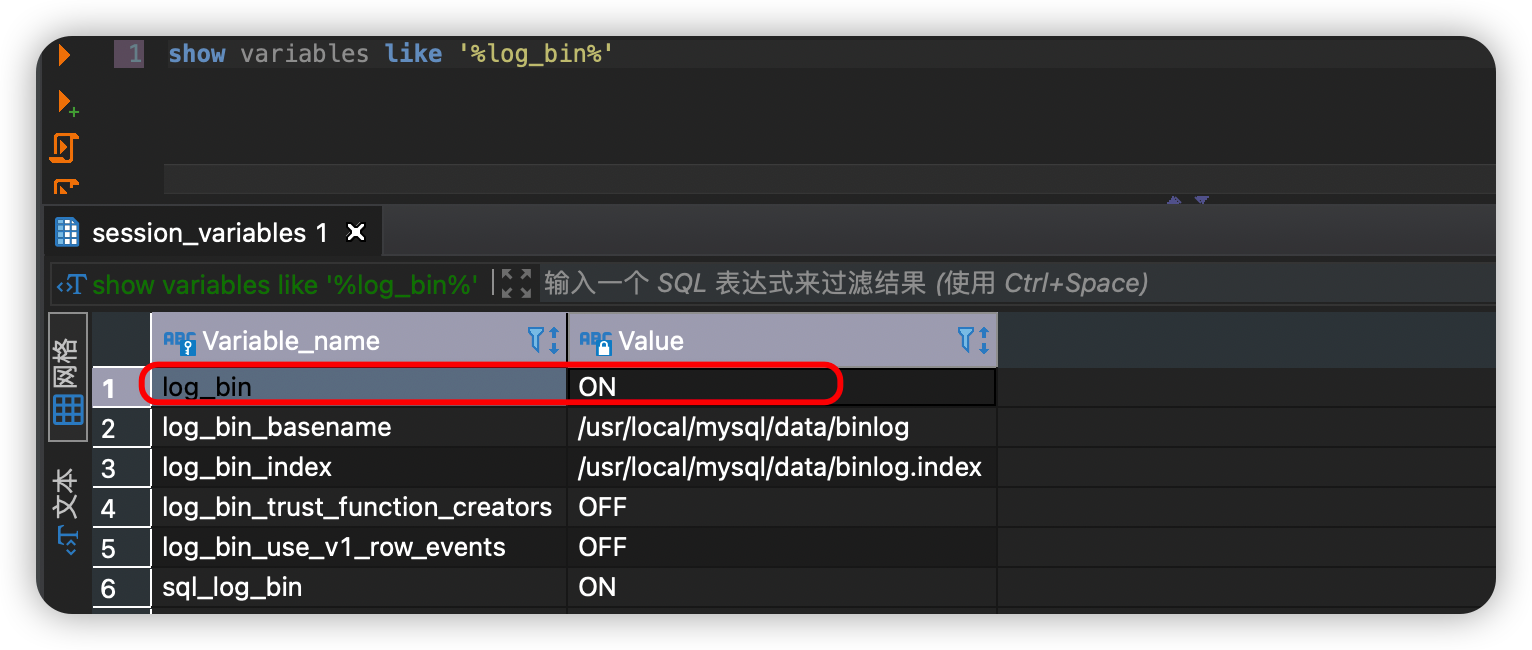 1 show variables like '%log_bin%'
session_variables 1
show variables like '%log_bin%' 输入一个 SQL 表达式来过滤结果 (使用 Ctrl+Space)
网格
文本
ABC Variable_name ABC Value
1 log_bin ON
2 log_bin_basename /usr/local/mysql/data/binlog
3 log_bin_index /usr/local/mysql/data/binlog.index
4 log_bin_trust_function_creators OFF
5 log_bin_use_v1_row_events OFF
6 sql_log_bin ON